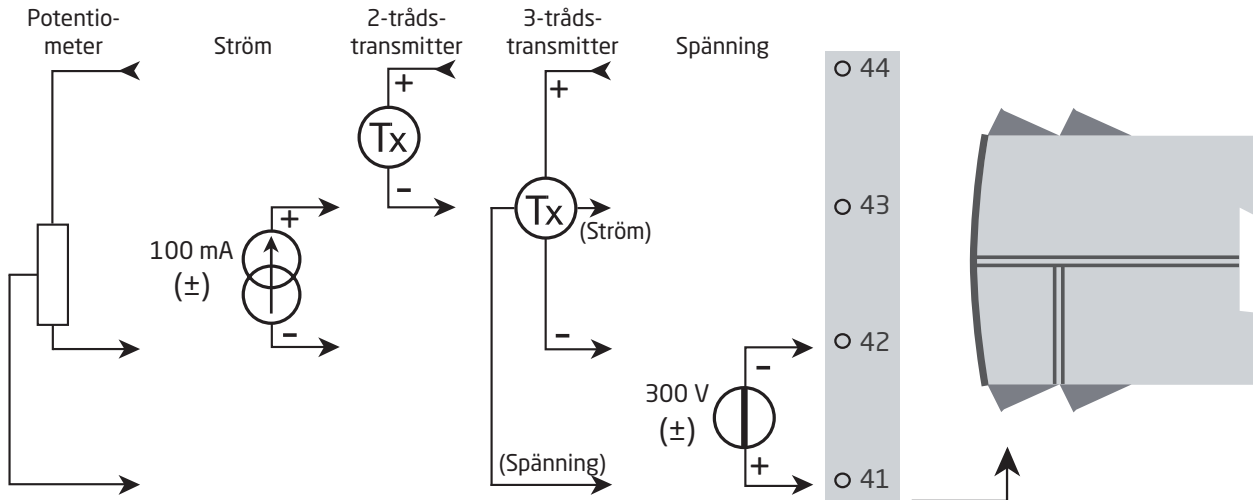 Potentio-
meter
Ström
2-tråds-
transmitter
3-tråds-
transmitter
Spänning
44
+
+
Tx
-
43
+
Tx
(Ström)
100 mA
(±)
-
-
42
-
300 V
(±)
+
(Spänning)
41